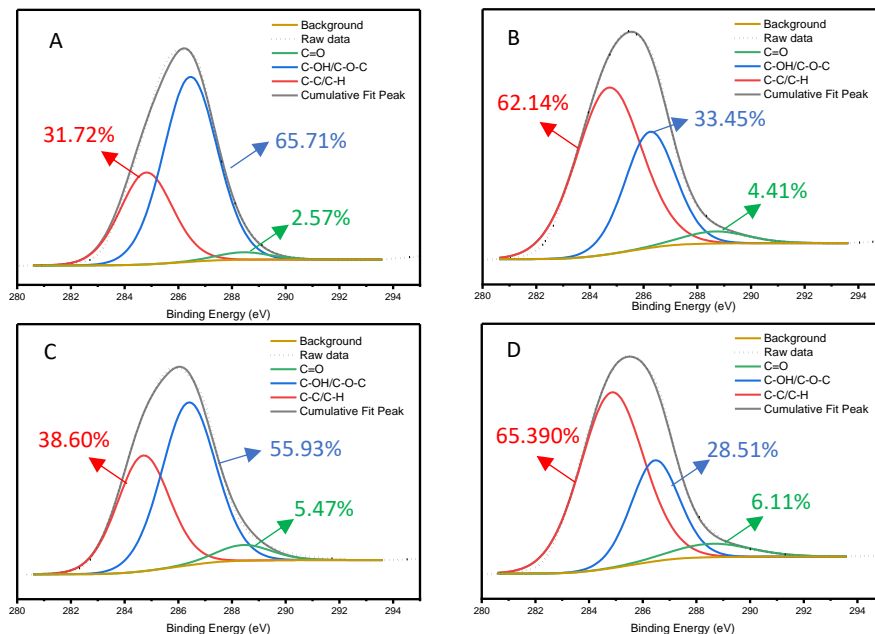 A
Background
Raw data
C=O
C-OH/C-O-C
C-C/C-H
Cumulative Fit Peak
31.72%
65.71%
2.57%
280 282 284 286 288 290 292 294
Binding Energy (eV)
B
Background
Raw data
C=O
C-OH/C-O-C
C-C/C-H
Cumulative Fit Peak
62.14%
33.45%
4.41%
280 282 284 286 288 290 292 294
Binding Energy (eV)
C
Background
Raw data
C=O
C-OH/C-O-C
C-C/C-H
Cumulative Fit Peak
38.60%
55.93%
5.47%
280 282 284 286 288 290 292 294
Binding Energy (eV)
D
Background
Raw data
C=O
C-OH/C-O-C
C-C/C-H
Cumulative Fit Peak
65.390%
28.51%
6.11%
280 282 284 286 288 290 292 294
Binding Energy (eV)